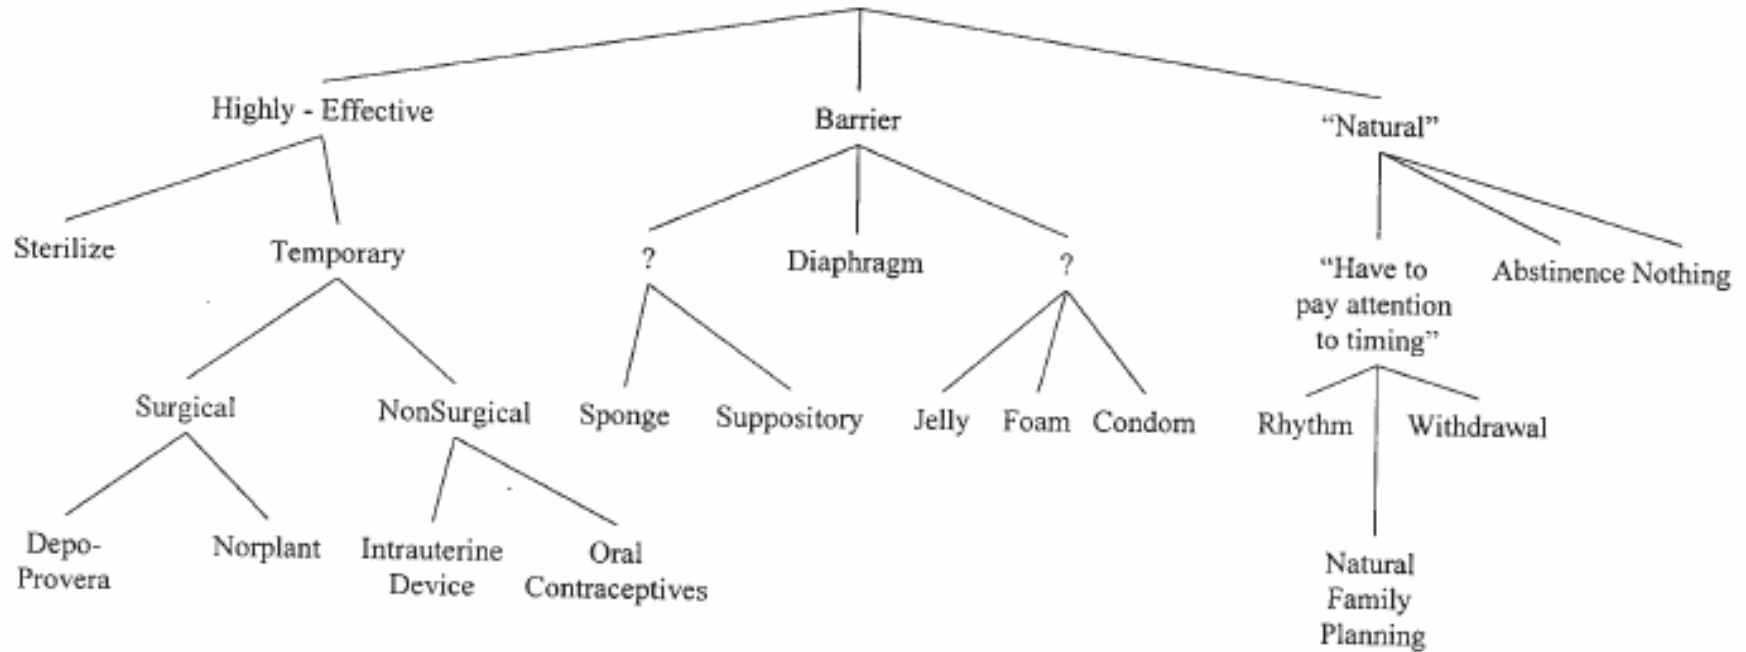 Highly - Effective
Barrier
“Natural”
Sterilize
Temporary
?
Diaphragm
?
“Have to
pay attention
to timing”
Abstinence
Nothing
Surgical
NonSurgical
Sponge
Suppository
Jelly
Foam
Condom
Rhythm
Withdrawal
Depo-
Provera
Norplant
Intrauterine
Device
Oral
Contraceptives
Natural
Family
Planning